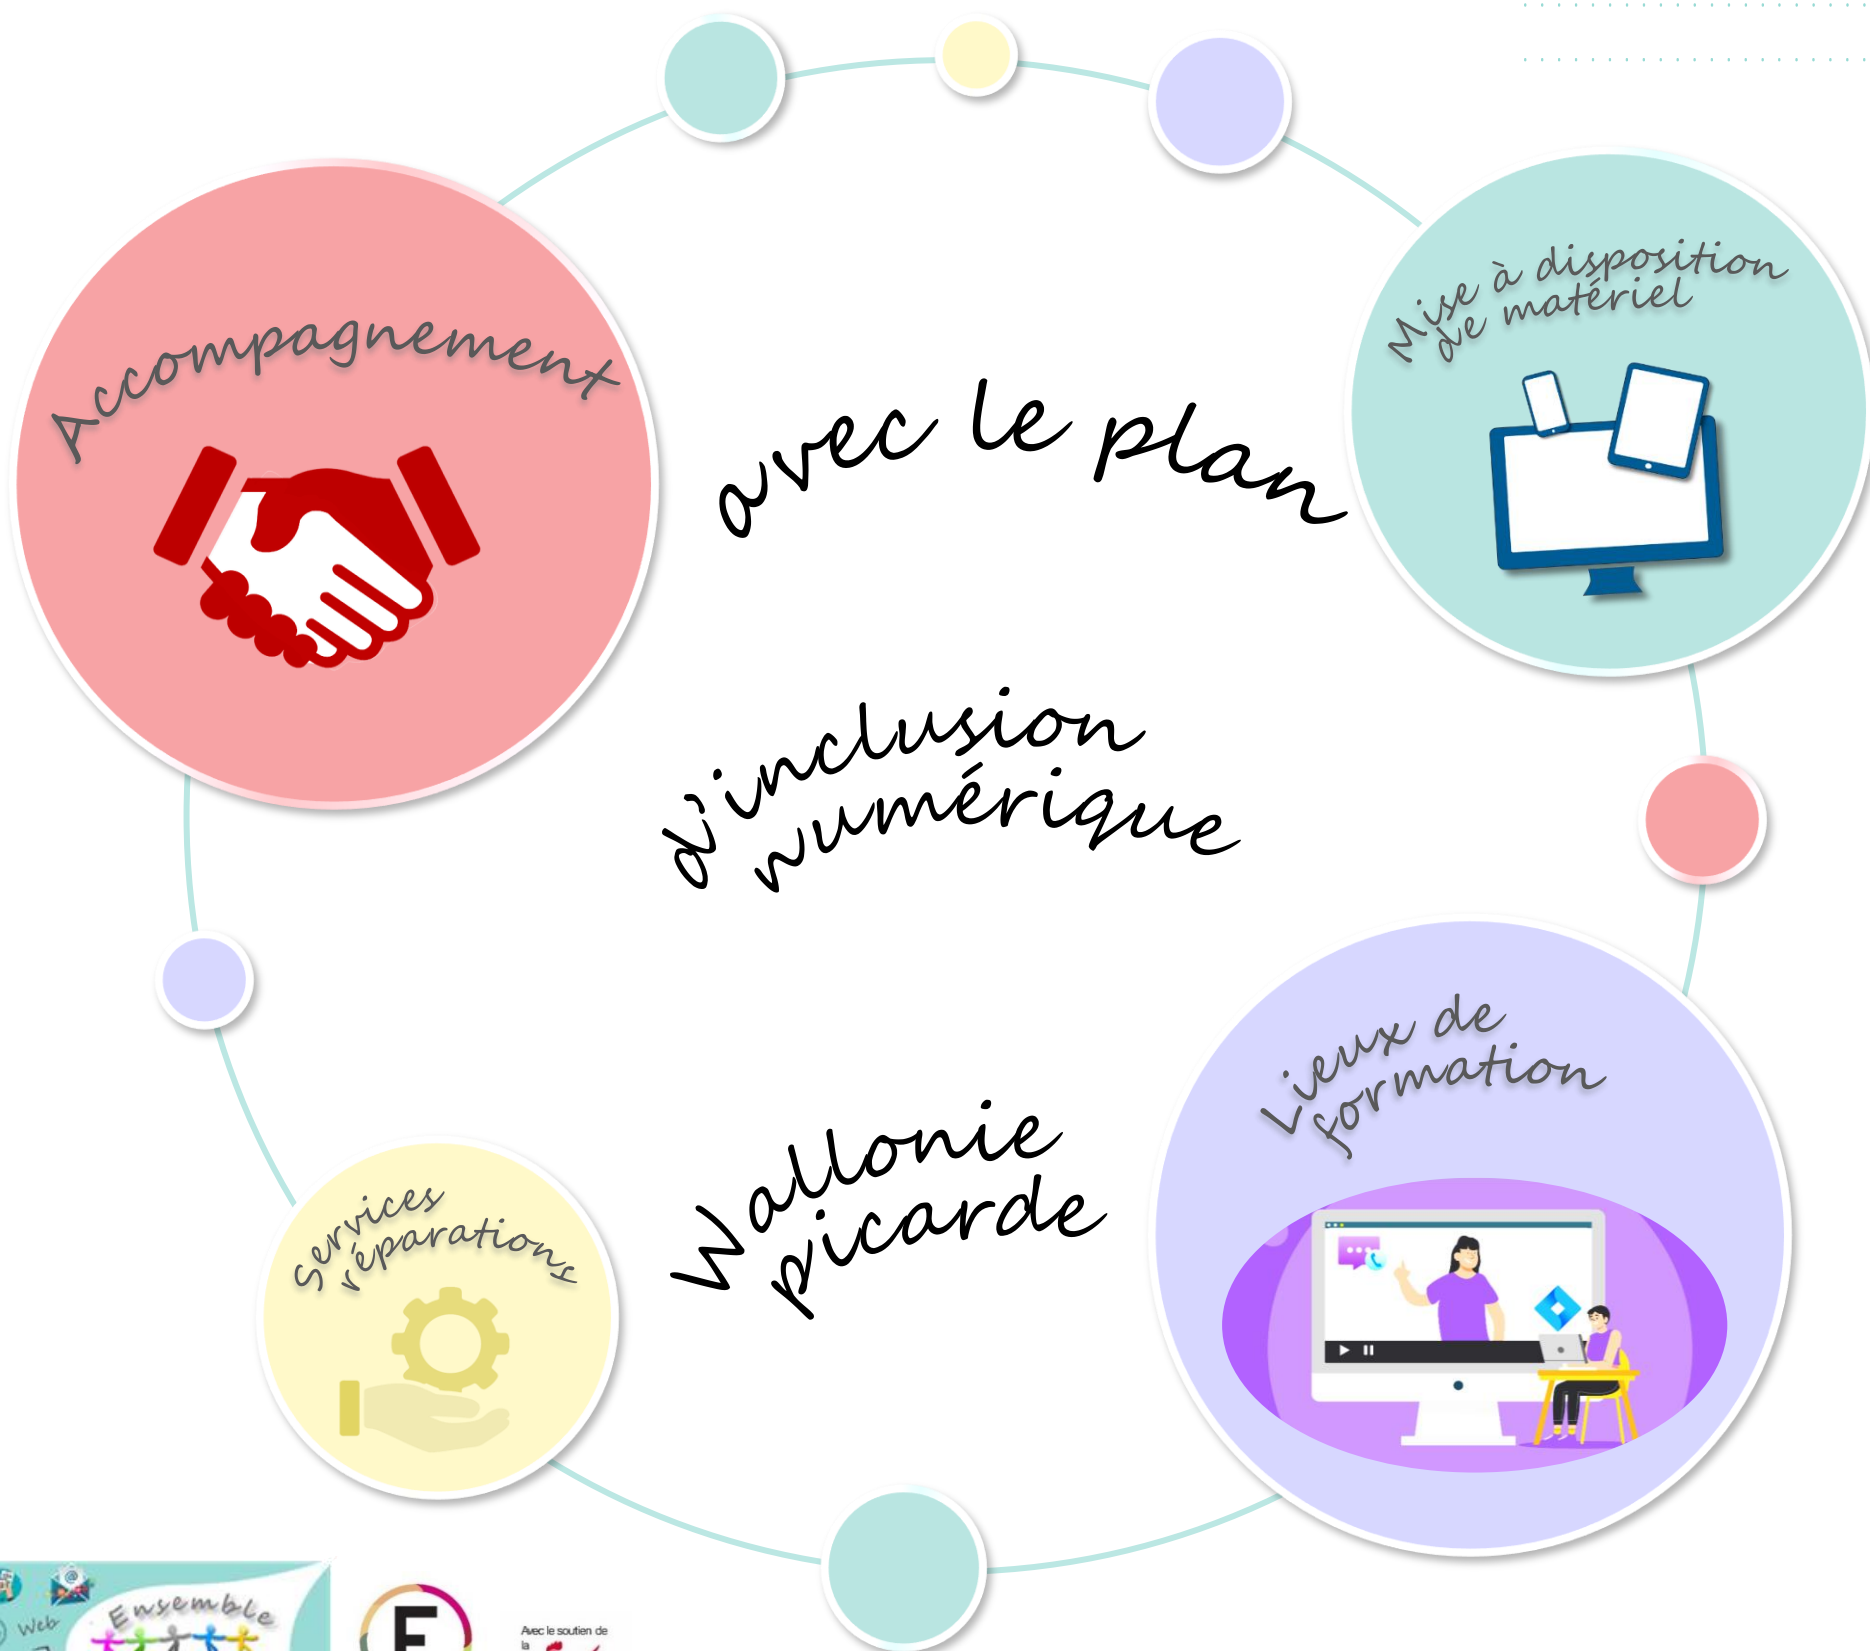 Accompagnement
Mise à disposition
de matériel
avec le plan
d'inclusion
numérique
Wallonie
picarde
Lieux de
formation
Services
réparations
Web
Ensemble
E
Avec le soutien de
la